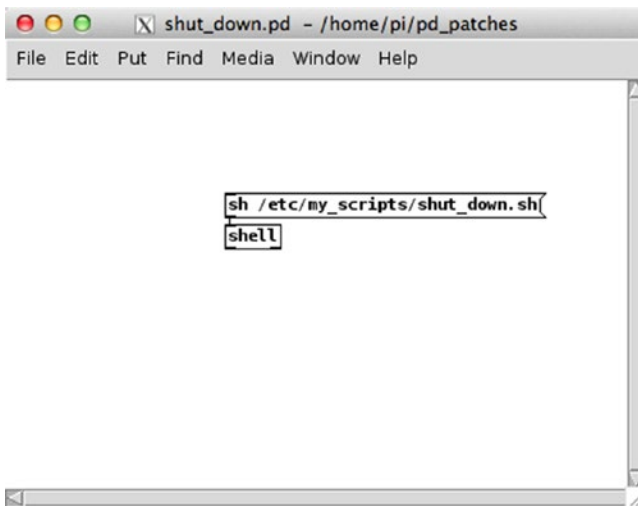 shut_down.pd - /home/pi/pd_patches
File Edit Put Find Media Window Help
sh /etc/my_scripts/shut_down.sh
shell